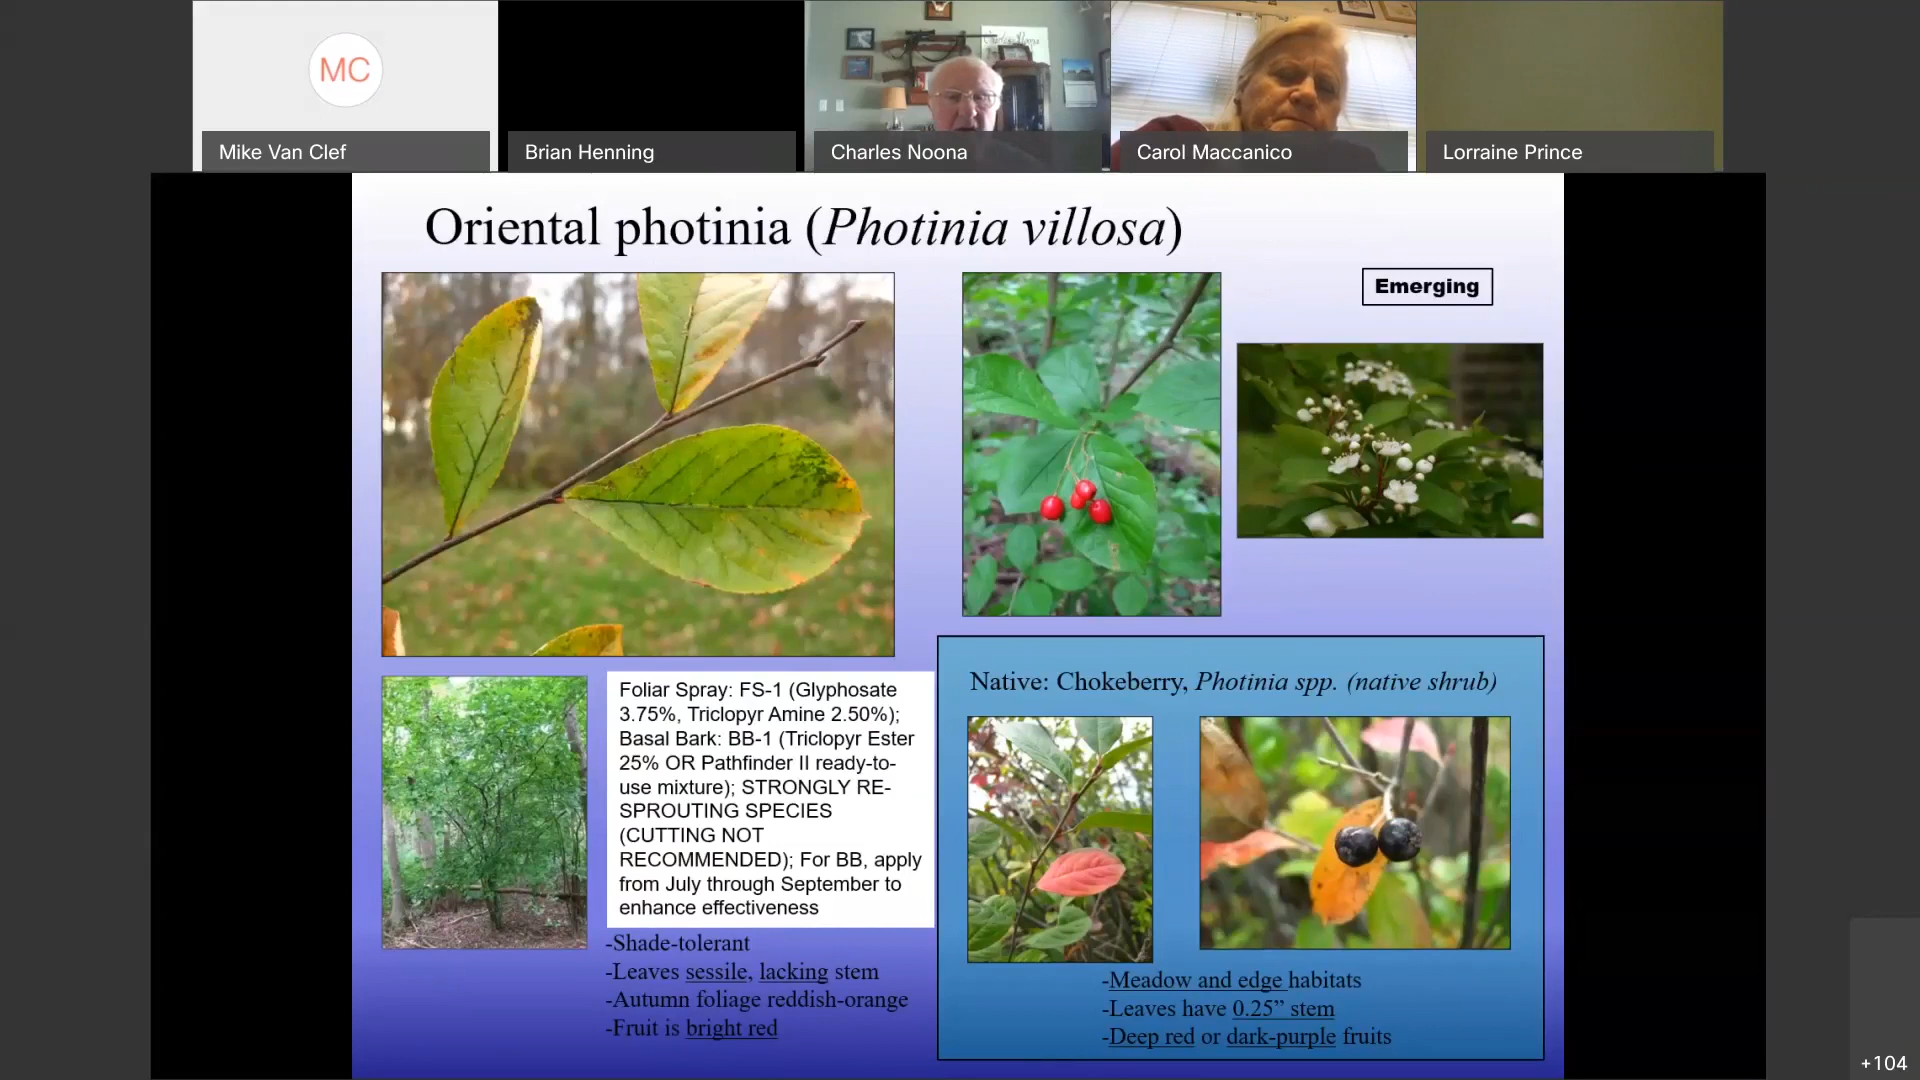 MC
Mike Van Clef
Brian Henning
Charles Noona
Carol Maccanico
Lorraine Prince
Oriental photinia (Photinia villosa)
Emerging
Foliar Spray: FS-1 (Glyphosate
3.75%, Triclopyr Amine 2.50%);
Basal Bark: BB-1 (Triclopyr Ester
25% OR Pathfinder II ready-to-
use mixture); STRONGLY RE-
SPROUTING SPECIES
(CUTTING NOT
RECOMMENDED); For BB, apply
from July through September to
enhance effectiveness
-Shade-tolerant
-Leaves sessile, lacking stem
-Autumn foliage reddish-orange
-Fruit is bright red
Native: Chokeberry, Photinia spp. (native shrub)
-Meadow and edge habitats
-Leaves have 0.25” stem
-Deep red or dark-purple fruits
+104